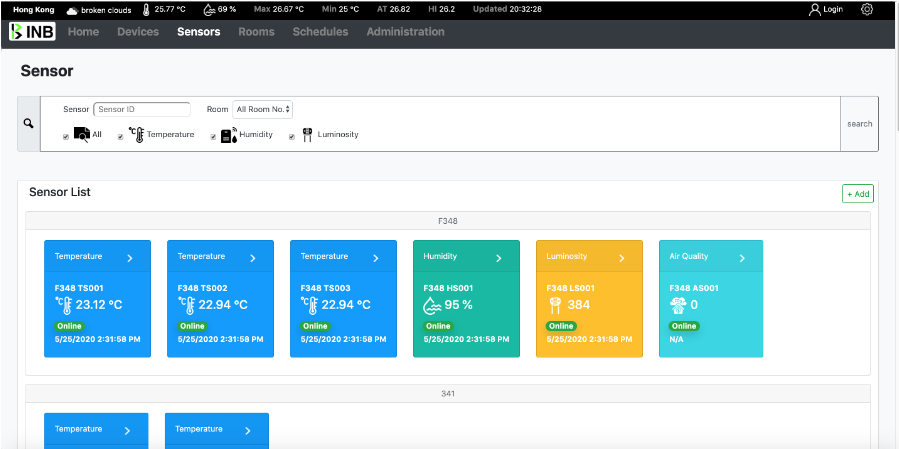 Hong Kong broken clouds 25.77 °C 69 % Max 26.67 °C Min 25 °C AT 26.82 HI 26.2 Updated 20:32:28 Login
INB Home Devices Sensors Rooms Schedules Administration
Sensor
Sensor Sensor ID Room All Room No.
All °C Temperature Humidity Luminosity search
Sensor List + Add
F348
Temperature Temperature Temperature Humidity Luminosity Air Quality
F348 TS001 F348 TS002 F348 TS003 F348 HS001 F348 LS001 F348 AS001
°C 23.12 °C °C 22.94 °C °C 22.94 °C 95 % 384 0
Online Online Online Online Online Online
5/25/2020 2:31:58 PM 5/25/2020 2:31:58 PM 5/25/2020 2:31:58 PM 5/25/2020 2:31:58 PM 5/25/2020 2:31:58 PM N/A
341
Temperature Temperature